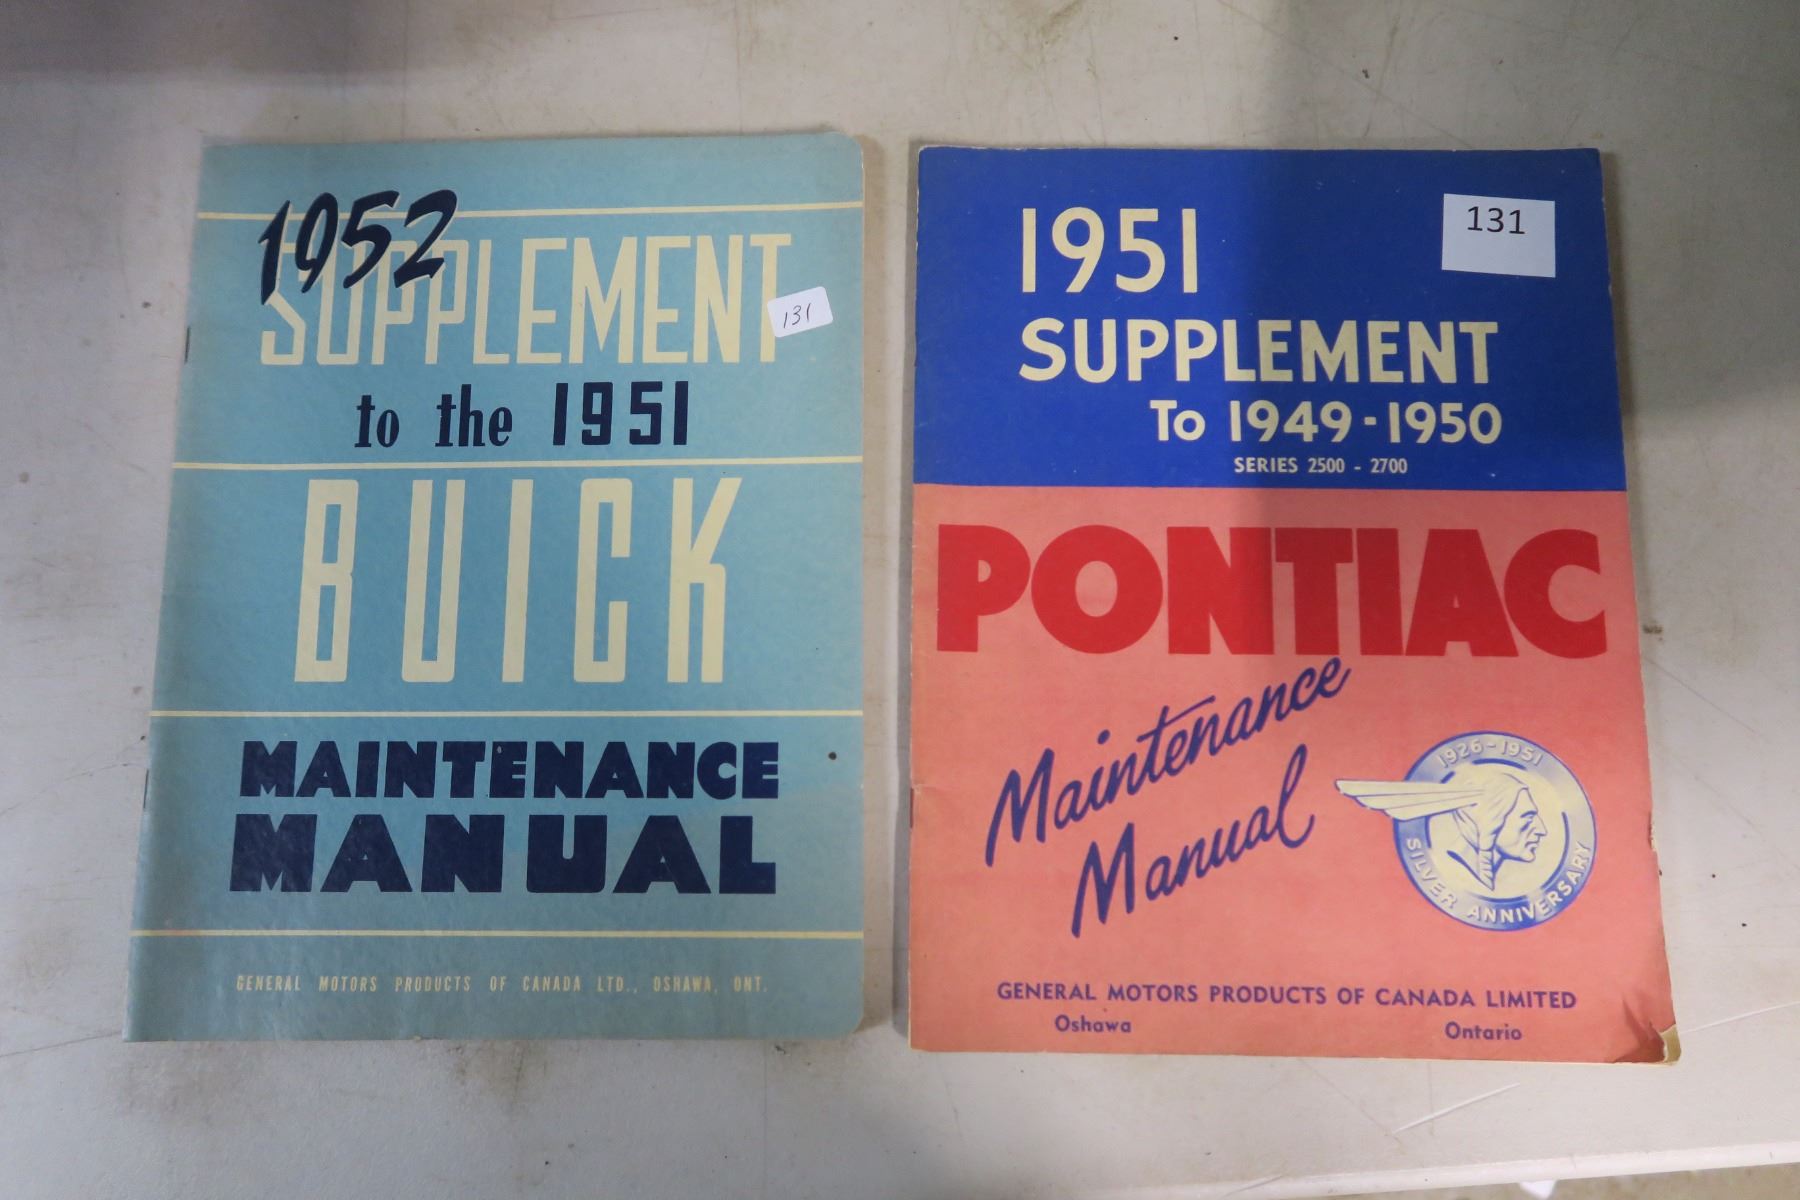 1952
SUPPLEMENT
131
to the 1951
BUICK
MAINTENANCE
MANUAL
GENERAL MOTORS PRODUCTS OF CANADA LTD., OSHAWA, ONT.
1951
131
SUPPLEMENT
To 1949-1950
SERIES 2500 - 2700
PONTIAC
Maintenance
Manual
1926-1951
SILVER ANNIVERSARY
GENERAL MOTORS PRODUCTS OF CANADA LIMITED
Oshawa Ontario